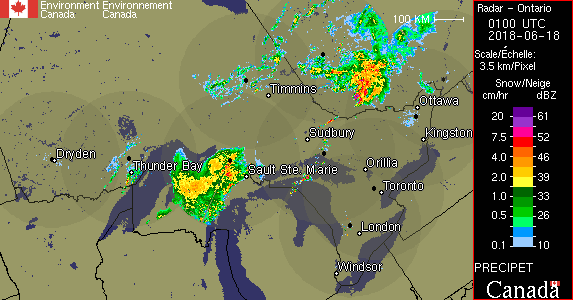 Environment Environnement
Canada Canada
100 KM
Timmins
Ottawa
Sudbury
Kingston
Dryden
Thunder Bay
Sault Ste. Marie
Orillia
Toronto
London
Windsor
Radar - Ontario
0100 UTC
2018-06-18
Scale/Échelle:
3.5 km/Pixel
Snow/Neige
cm/hr dBZ
20 61
7.5 52
4.0 46
2.0 39
1.0 33
0.5 26
0.1 10
PRECIPET
Canada